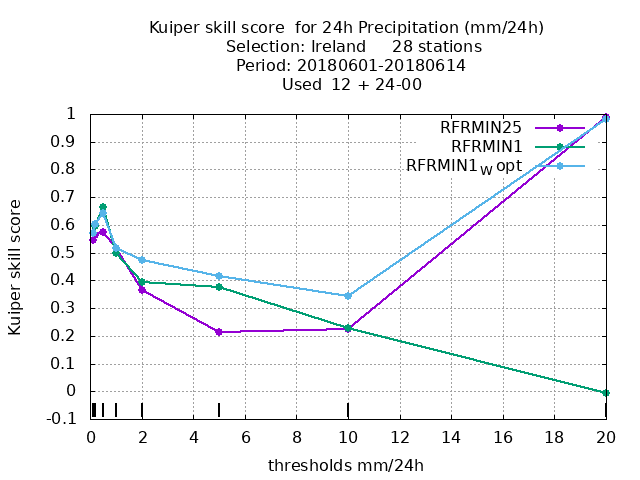 Kuiper skill score  for 24h Precipitation (mm/24h)
Selection: Ireland     28 stations
Period: 20180601-20180614
Used  12 + 24-00
RFRMIN25
RFRMIN1
RFRMIN1w opt
Kuiper skill score
1
0.9
0.8
0.7
0.6
0.5
0.4
0.3
0.2
0.1
0
-0.1
0 2 4 6 8 10 12 14 16 18 20
thresholds mm/24h